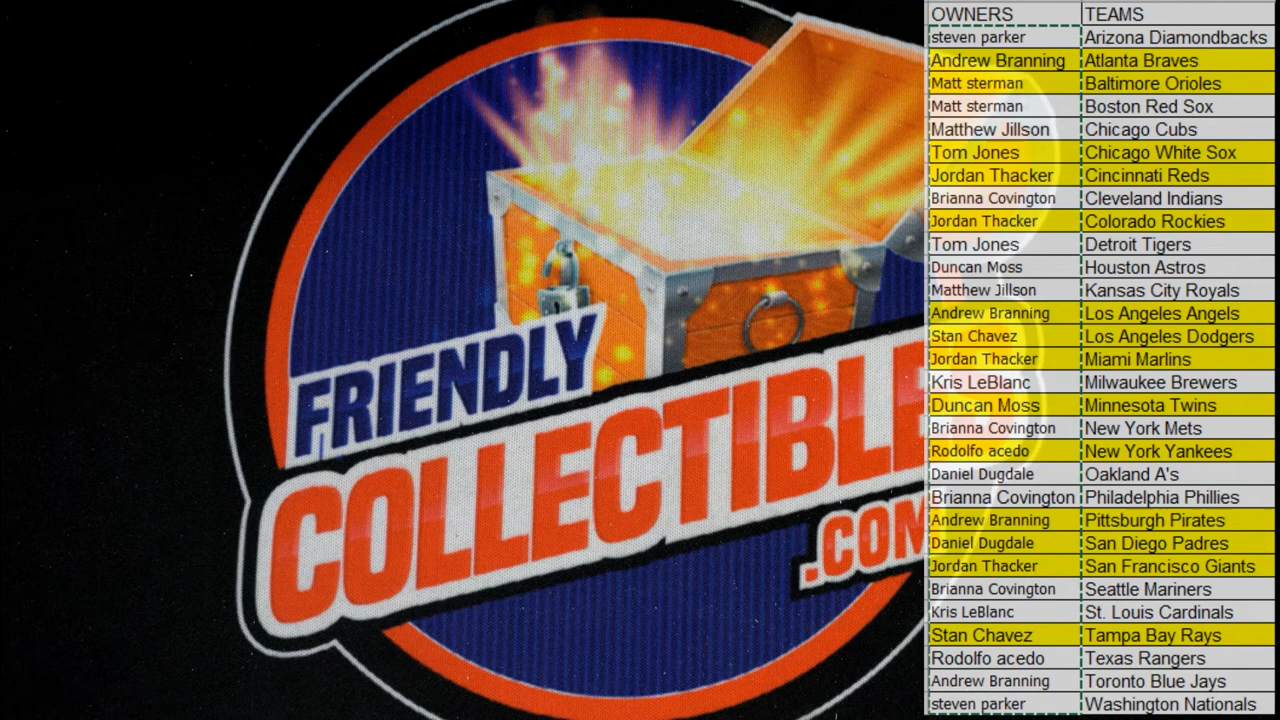 OWNERS TEAMS
steven parker Arizona Diamondbacks
Andrew Branning Atlanta Braves
Matt sterman Baltimore Orioles
Matt sterman Boston Red Sox
Matthew Jillson Chicago Cubs
Tom Jones Chicago White Sox
Jordan Thacker Cincinnati Reds
Brianna Covington Cleveland Indians
Jordan Thacker Colorado Rockies
Tom Jones Detroit Tigers
Duncan Moss Houston Astros
Matthew Jillson Kansas City Royals
Andrew Branning Los Angeles Angels
Stan Chavez Los Angeles Dodgers
Jordan Thacker Miami Marlins
Kris LeBlanc Milwaukee Brewers
Duncan Moss Minnesota Twins
Brianna Covington New York Mets
Rodolfo acedo New York Yankees
Daniel Dugdale Oakland A's
Brianna Covington Philadelphia Phillies
Andrew Branning Pittsburgh Pirates
Daniel Dugdale San Diego Padres
Jordan Thacker San Francisco Giants
Brianna Covington Seattle Mariners
Kris LeBlanc St. Louis Cardinals
Stan Chavez Tampa Bay Rays
Rodolfo acedo Texas Rangers
Andrew Branning Toronto Blue Jays
steven parker Washington Nationals
FRIENDLY
COLLECTIBLE
.COM